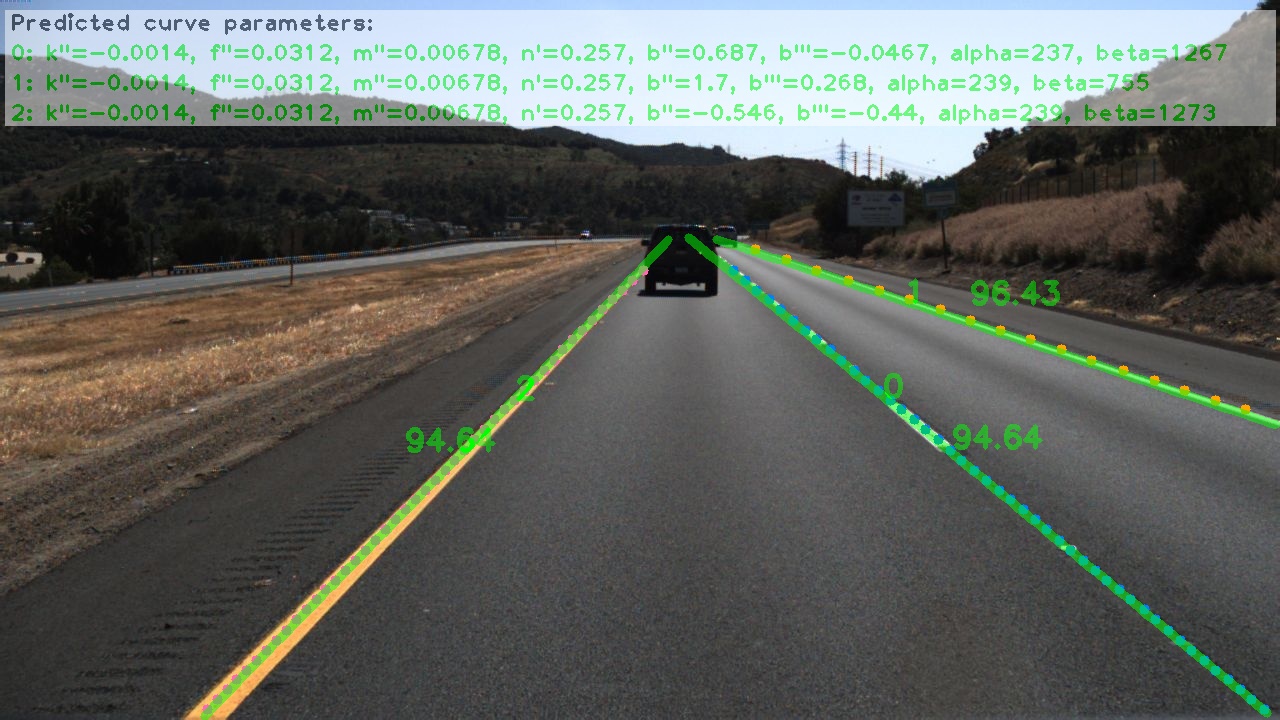 Predicted curve parameters:
0: k''=-0.0014, f''=0.0312, m''=0.00678, n'=0.257, b''=0.687, b'''=-0.0467, alpha=237, beta=1267
1: k''=-0.0014, f''=0.0312, m''=0.00678, n'=0.257, b''=1.7, b'''=0.268, alpha=239, beta=755
2: k''=-0.0014, f''=0.0312, m''=0.00678, n'=0.257, b''=-0.546, b'''=-0.44, alpha=239, beta=1273
1 96.43
2 0
94.64 94.64